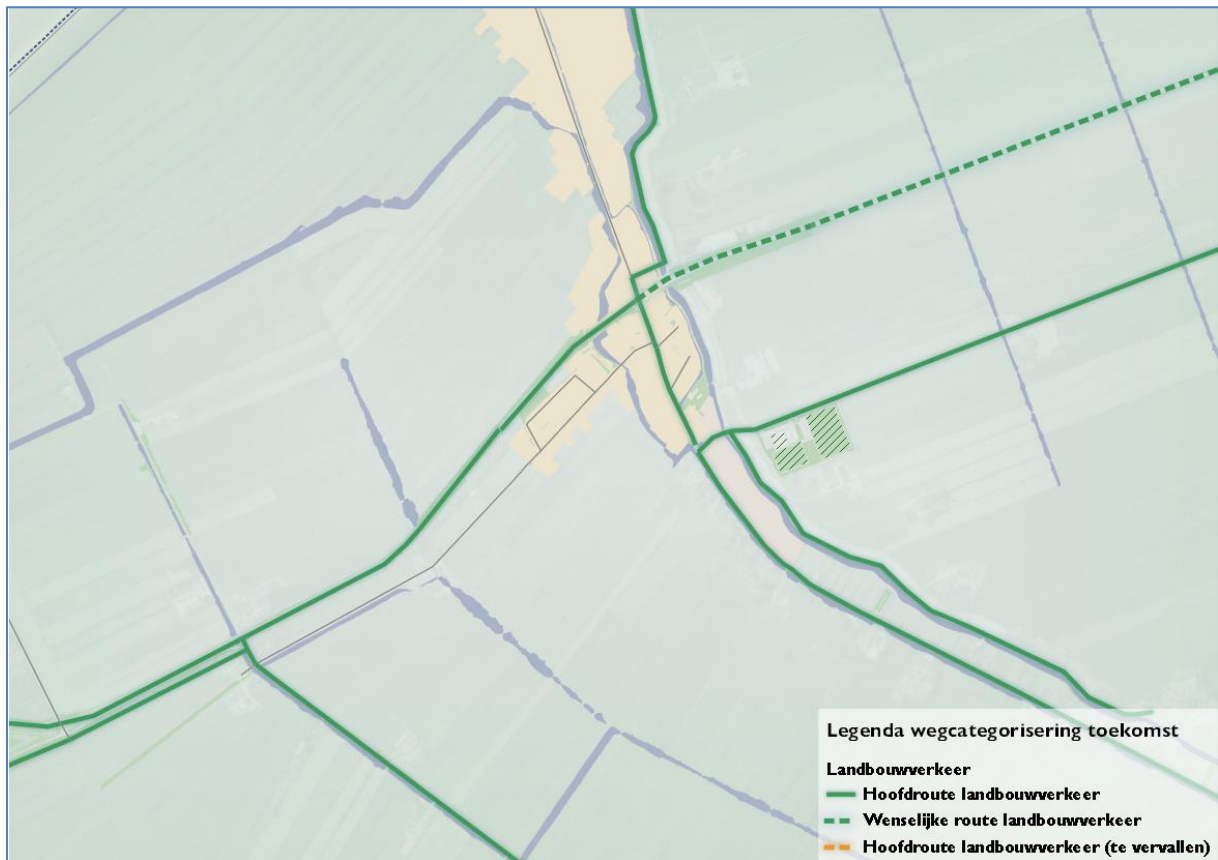 Legenda wegcategorisering toekomst
Landbouwverkeer
Hoofdroute landbouwverkeer
Wenselijke route landbouwverkeer
Hoofdroute landbouwverkeer (te vervallen)